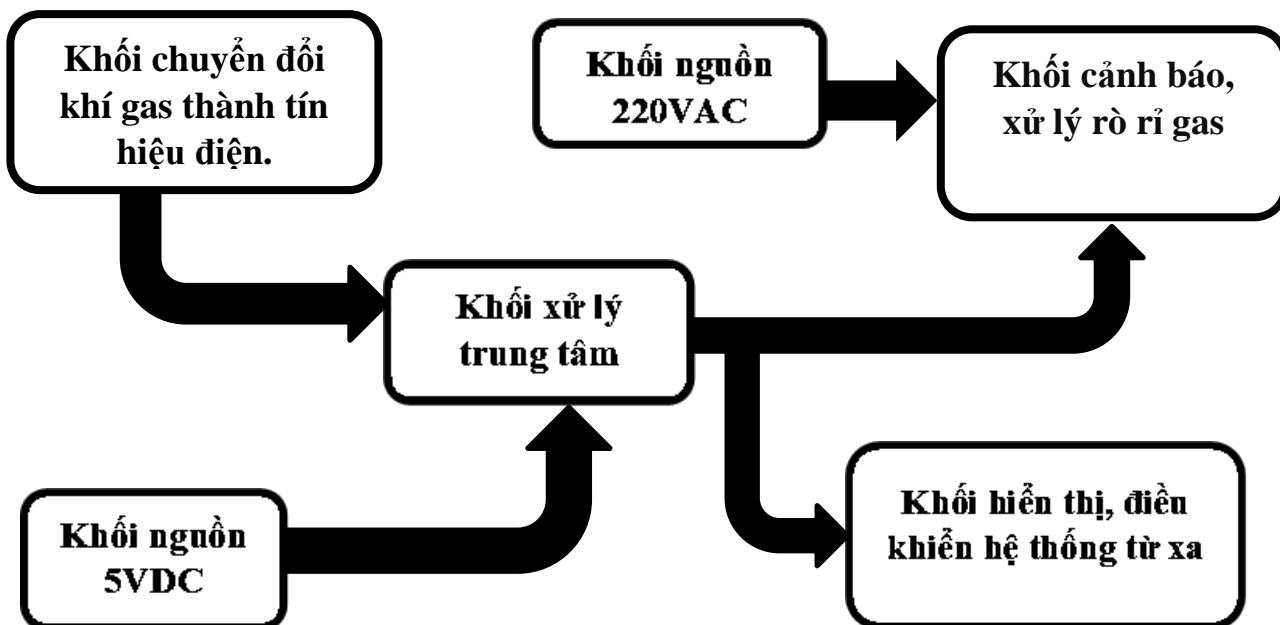 Khối chuyển đổi
khí gas thành tín
hiệu điện.
Khối nguồn
220VAC
Khối cảnh báo,
xử lý rò rỉ gas
Khối xử lý
trung tâm
Khối nguồn
5VDC
Khối hiển thị, điều
khiển hệ thống từ xa